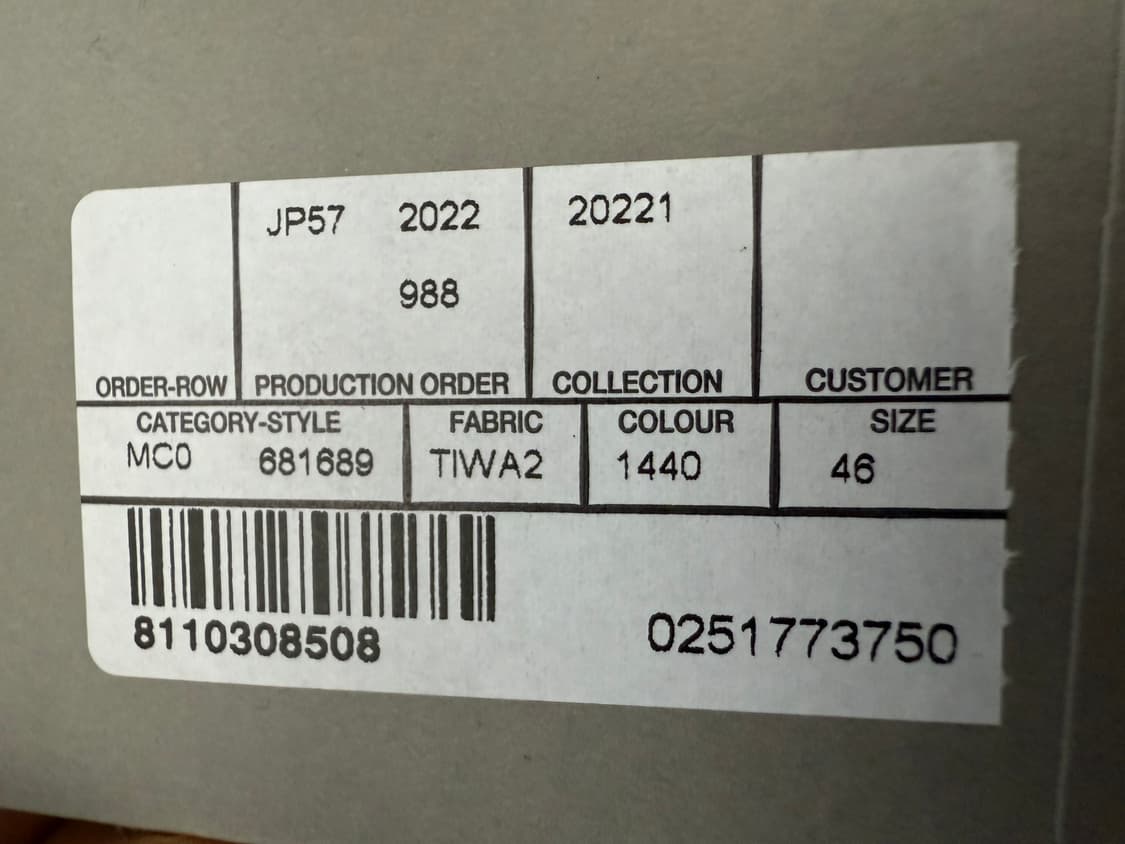 JP57 2022 20221
988
ORDER-ROW PRODUCTION ORDER COLLECTION CUSTOMER
CATEGORY-STYLE FABRIC COLOUR SIZE
MC0 681689 TIWA2 1440 46
8110308508 0251773750